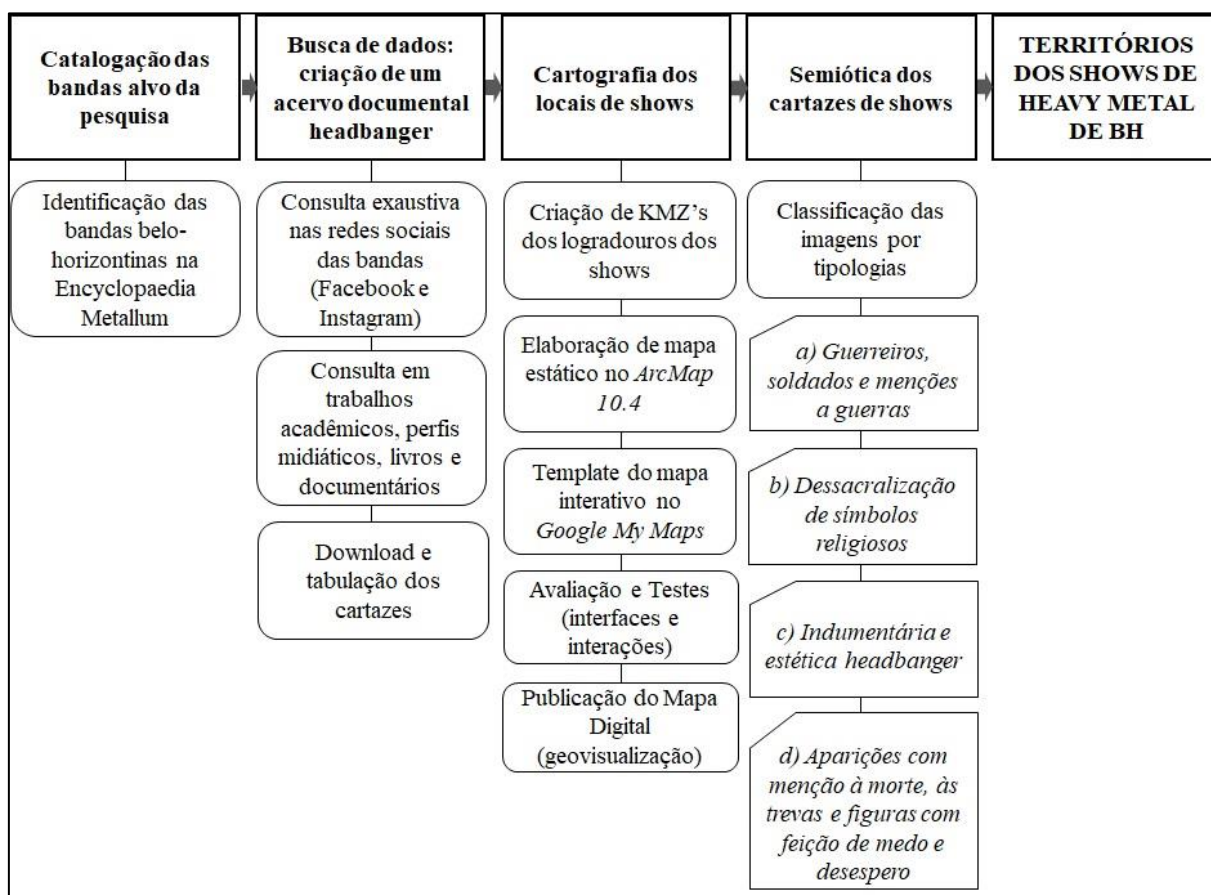 Catalogação das
bandas alvo da
pesquisa
Identificação das
bandas belo-
horizontinas na
Encyclopaedia
Metallum
Busca de dados:
criação de um
acervo documental
headbanger
Consulta exaustiva
nas redes sociais
das bandas
(Facebook e
Instagram)
Consulta em
trabalhos
acadêmicos, perfis
midiáticos, livros e
documentários
Download e
tabulação dos
cartazes
Cartografia dos
locais de shows
Criação de KMZ’s
dos logradouros dos
shows
Elaboração de mapa
estático no ArcMap
10.4
Template do mapa
interativo no
Google My Maps
Avaliação e Testes
(interfaces e
interações)
Publicação do Mapa
Digital
(geovisualização)
Semiótica dos
cartazes de shows
Classificação das
imagens por
tipologias
a) Guerreiros,
soldados e menções
a guerras
b) Dessacralização
de símbolos
religiosos
c) Indumentária e
estética headbanger
d) Aparições com
menção à morte, às
trevas e figuras com
feição de medo e
desespero
TERRITÓRIOS
DOS SHOWS DE
HEAVY METAL
DE BH